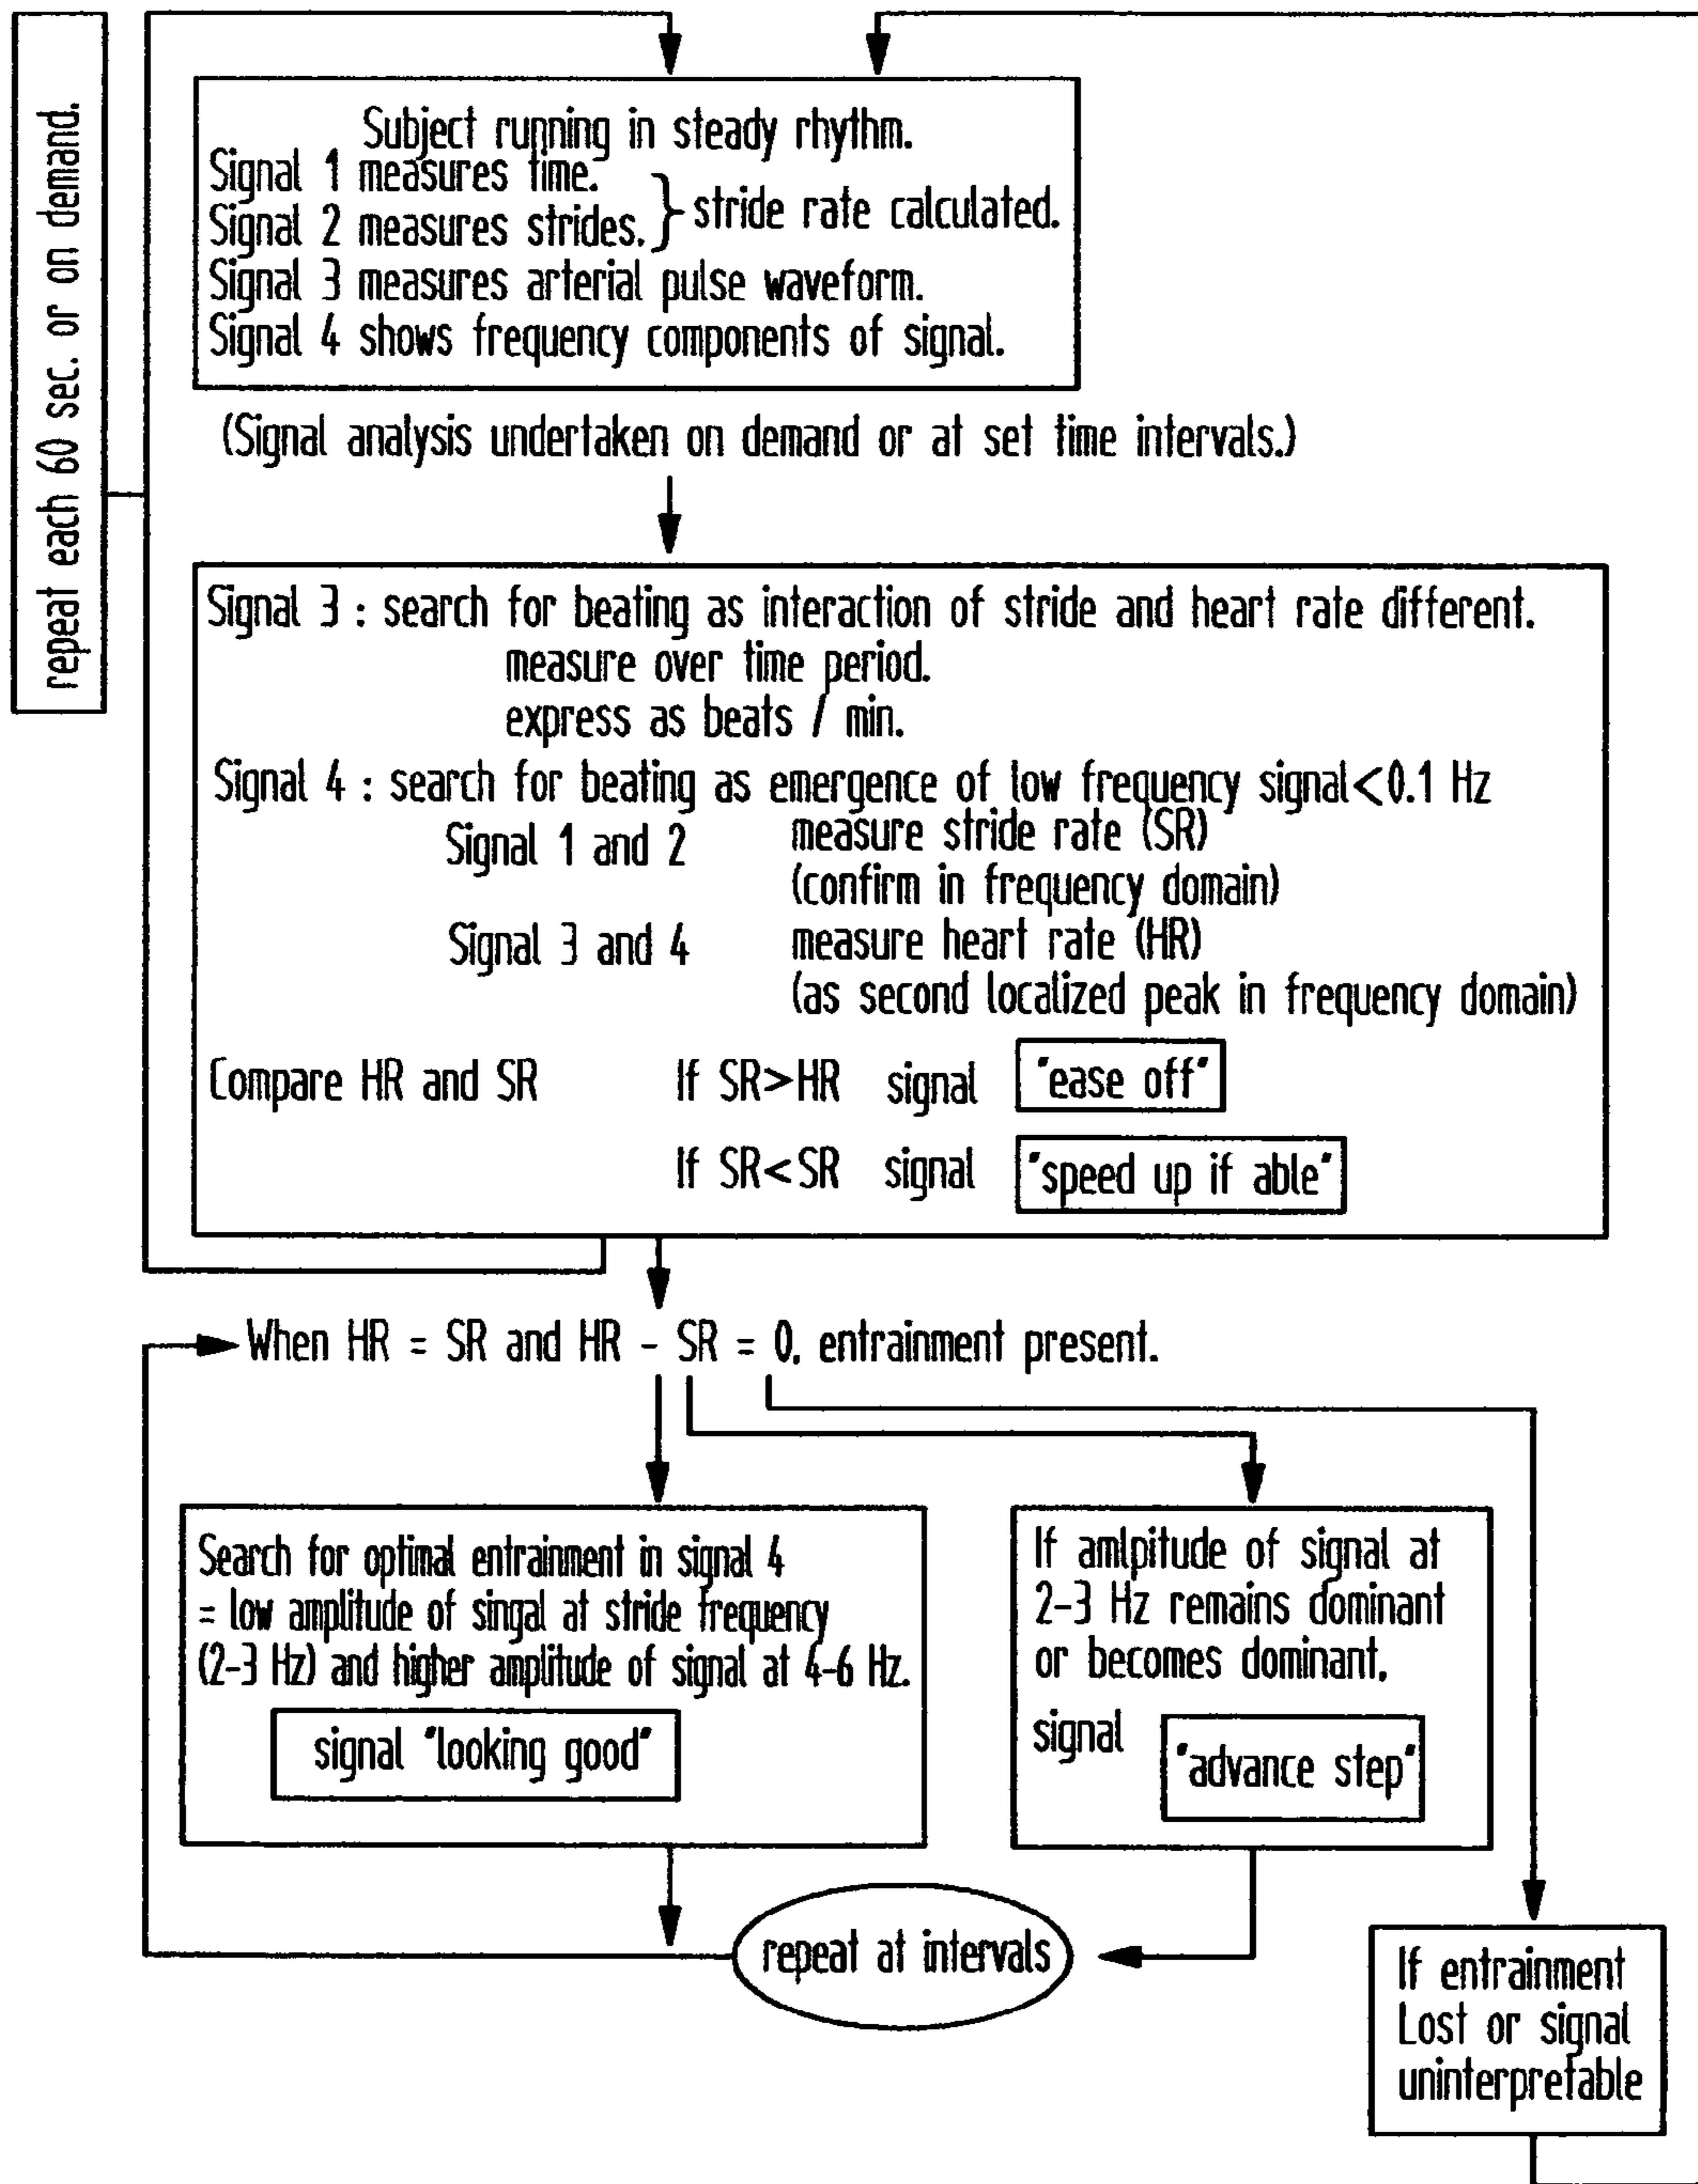 repeat each 60 sec. or on demand.
Subject running in steady rhythm.
Signal 1 measures time.
Signal 2 measures strides.
} stride rate calculated.
Signal 3 measures arterial pulse waveform.
Signal 4 shows frequency components of signal.
(Signal analysis undertaken on demand or at set time intervals.)
Signal 3 : search for beating as interaction of stride and heart rate different.
measure over time period.
express as beats / min.
Signal 4 : search for beating as emergence of low frequency signal<0.1 Hz
Signal 1 and 2 measure stride rate (SR)
(confirm in frequency domain)
Signal 3 and 4 measure heart rate (HR)
(as second localized peak in frequency domain)
Compare HR and SR If SR>HR signal "ease off"
If SR<SR signal "speed up if able"
When HR = SR and HR - SR = 0, entrainment present.
Search for optimal entrainment in signal 4
= low amplitude of singal at stride frequency
(2-3 Hz) and higher amplitude of signal at 4-6 Hz.
signal "looking good"
If amlpitude of signal at
2-3 Hz remains dominant
or becomes dominant,
signal "advance step"
repeat at intervals
If entrainment
Lost or signal
uninterpretable